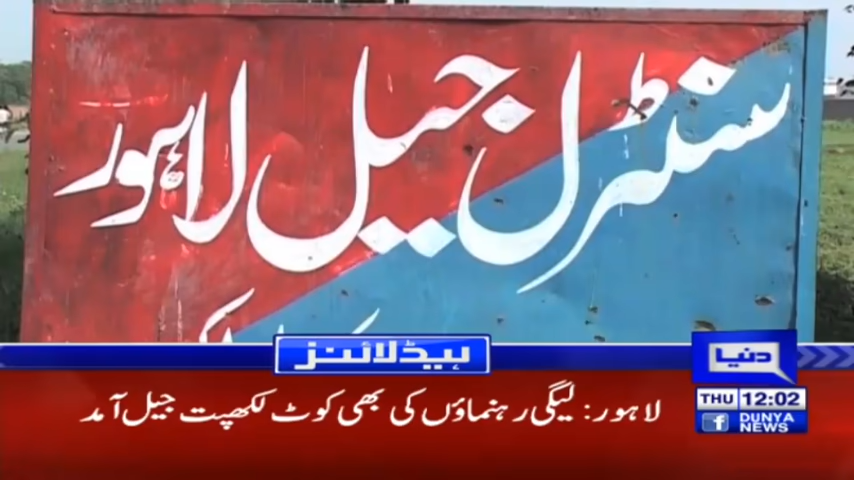 سنٹرل جیل لاہور
ہیڈلائنز
دنیا
لاہور: لیگی رہنماؤں کی بھی کوٹ لکھپت جیل آمد
THU 12:02
f DUNYA NEWS